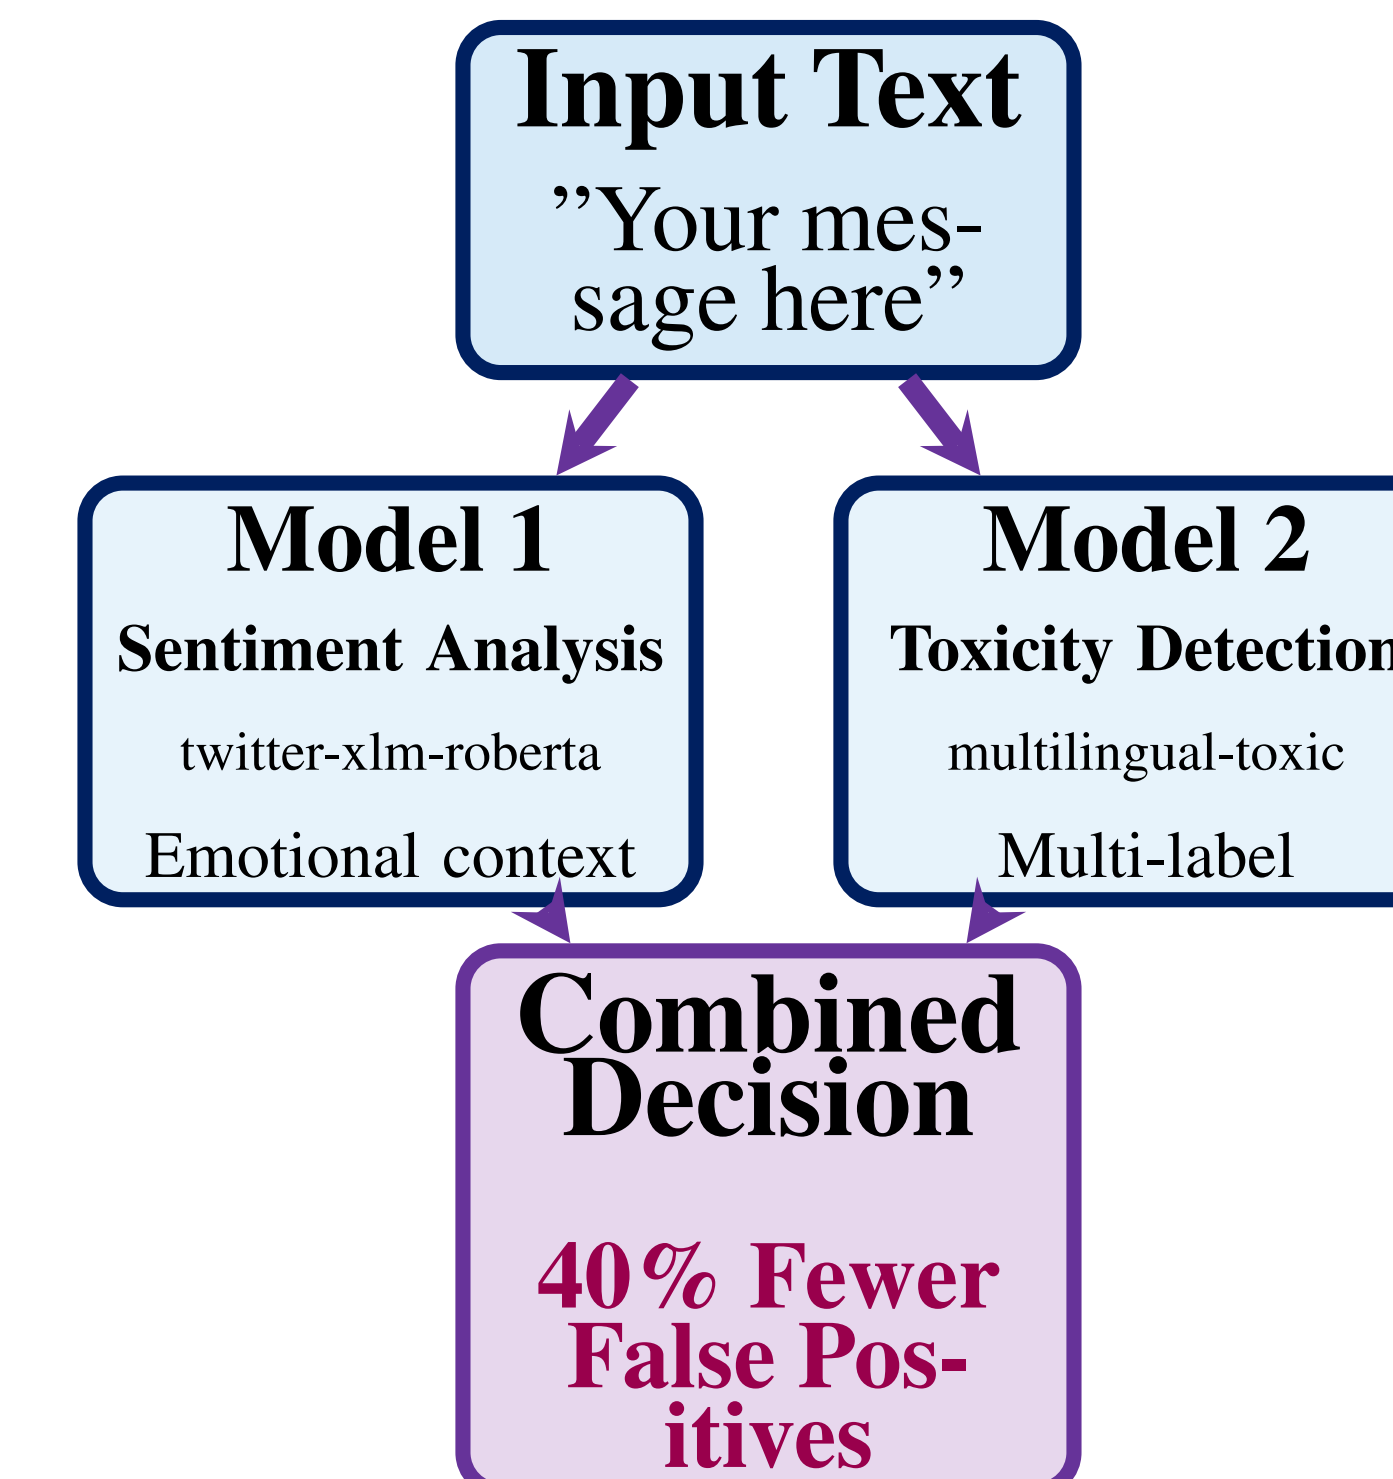 Input Text
”Your mes-
sage here”
Model 1
Sentiment Analysis
twitter-xlm-roberta
Emotional context
Model 2
Toxicity Detection
multilingual-toxic
Multi-label
Combined
Decision
40% Fewer
False Pos-
itives